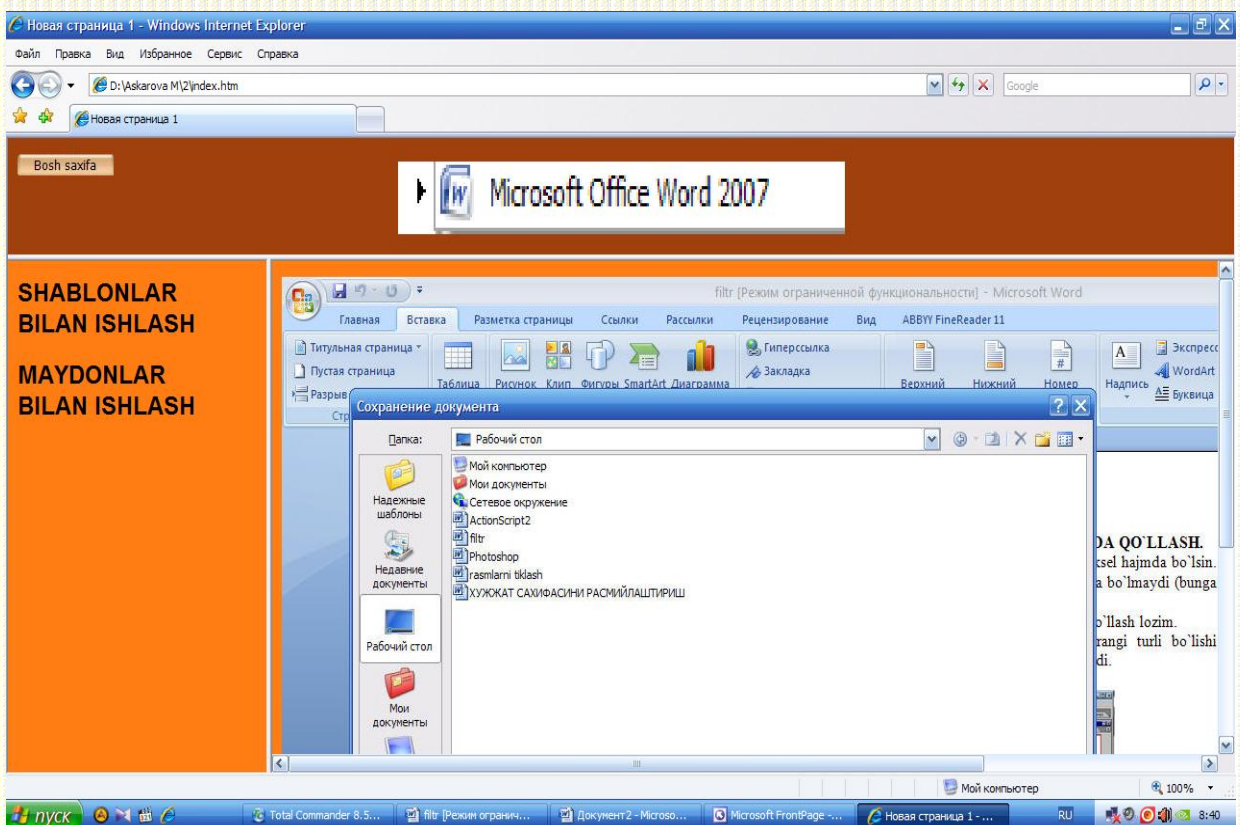 Новая страница 1 - Windows Internet Explorer
Файл Правка Вид Избранное Сервис Справка
D:\Askarova M\2\index.htm
Google
Новая страница 1
Bosh saxifa
Microsoft Office Word 2007
SHABLONLAR
BILAN ISHLASH
MAYDONLAR
BILAN ISHLASH
filtr [Режим ограниченной функциональности] - Microsoft Word
Главная Вставка Разметка страницы Ссылки Рассылки Рецензирование Вид ABBYY FineReader 11
Титульная страница
Пустая страница
Разрыв
Стр
Таблица Рисунок Клип Фигуры SmartArt Диаграмма
Гиперссылка
Закладка
Верхний Нижний Номер
Надпись
Экспресс
WordArt
Буквица
Сохранение документа
Папка: Рабочий стол
Надежные
шаблоны
Недавние
документы
Рабочий стол
Мои
документы
Мой компьютер
Мои документы
Сетевое окружение
ActionScript2
filtr
Photoshop
rasmlarni tiklash
ХУЖЖАТ САХИФАСИНИ РАСМИЙЛАШТИРИШ
DA QO`LLASH.
ksel hajmda bo`lsin.
a bo`lmaydi (bunga
o`llash lozim.
rangi turli bo`lishi
di.
Мой компьютер
100%
пуск
Total Commander 8.5...
filtr [Режим огранич...
Документ2 - Microso...
Microsoft FrontPage -...
Новая страница 1 - ...
RU
8:40